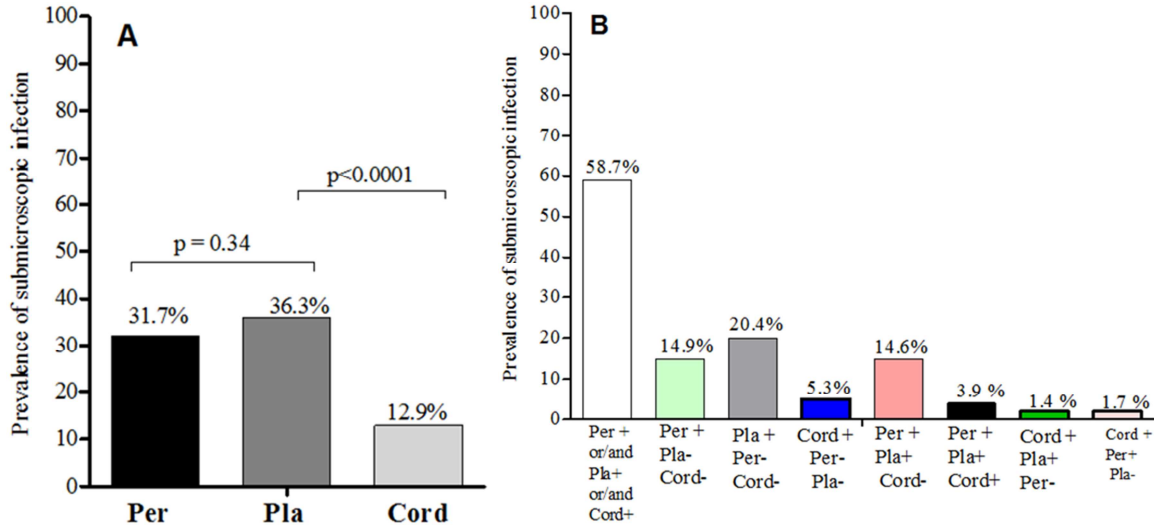 A
Prevalence of submicroscopic infection
100
90
80
70
60
50
40
30
20
10
0
p<0.0001
p = 0.34
31.7%
36.3%
12.9%
Per
Pla
Cord
B
Prevalence of submicroscopic infection
100
90
80
70
60
50
40
30
20
10
0
58.7%
14.9%
20.4%
5.3%
14.6%
3.9 %
1.4 %
1.7 %
Per +
or/and
Pla+
or/and
Cord+
Per +
Pla-
Cord-
Pla +
Per-
Cord-
Cord +
Per-
Pla-
Per +
Pla+
Cord-
Per +
Pla+
Cord+
Cord +
Pla+
Per-
Cord +
Per+
Pla-